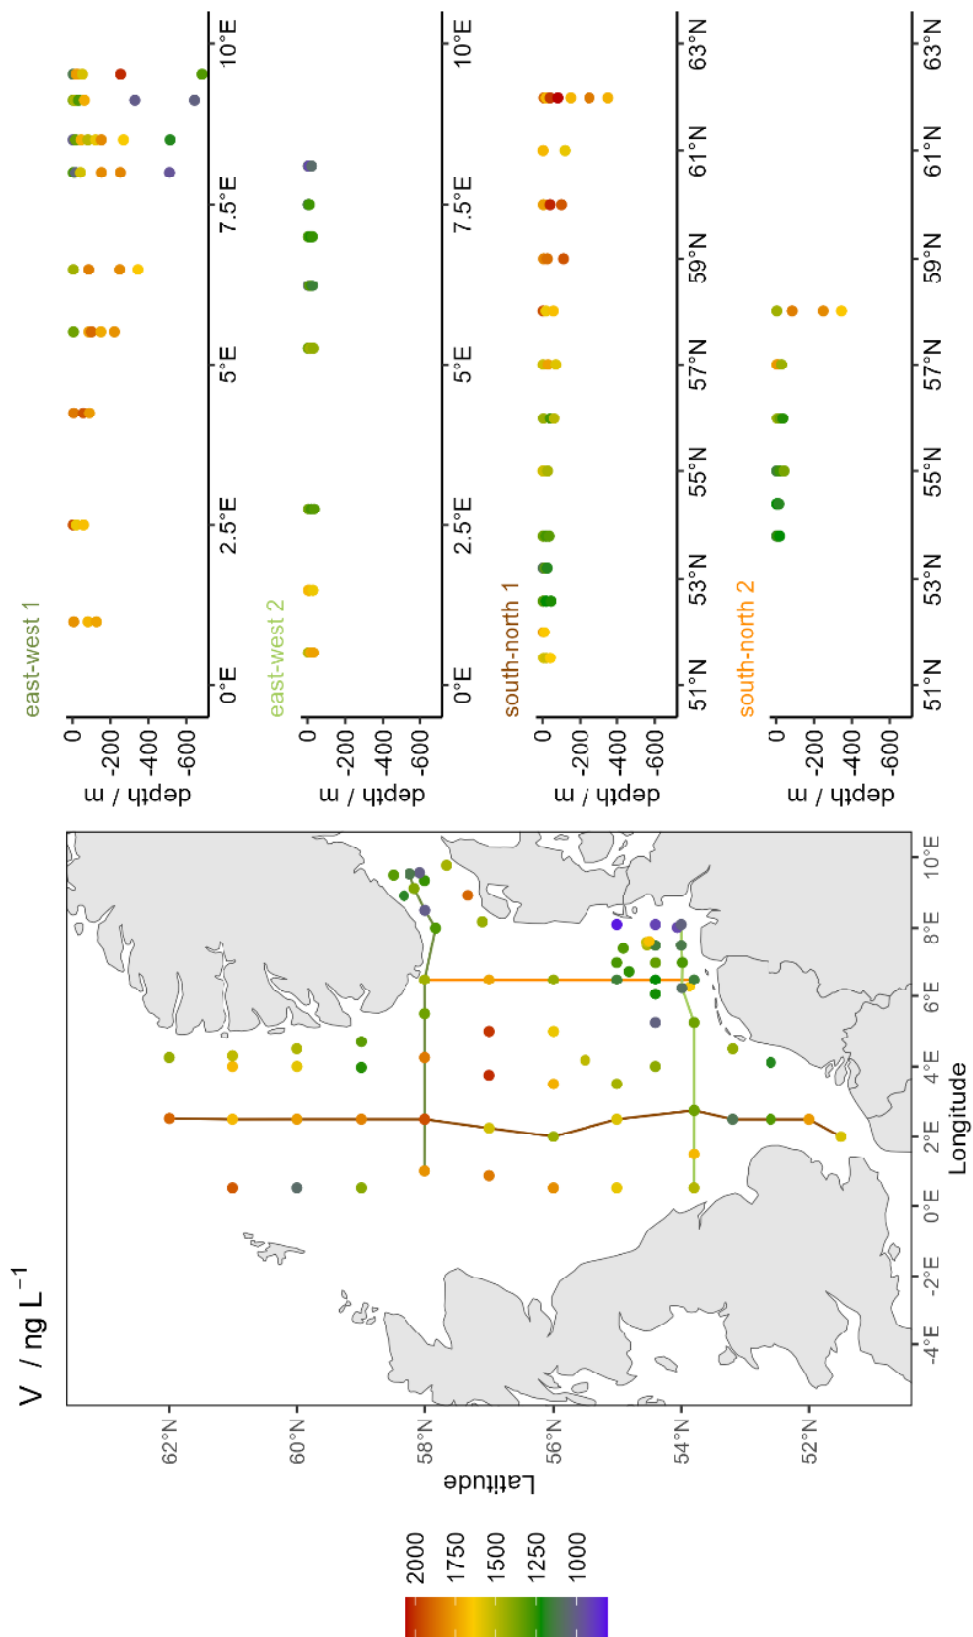 V / ng L⁻¹
62°N
60°N
58°N
56°N
54°N
52°N
Latitude
-4°E
-2°E
0°E
2°E
4°E
6°E
8°E
10°E
Longitude
2000
1750
1500
1250
1000
east-west 1
0
-200
-400
-600
depth / m
0°E
2.5°E
5°E
7.5°E
10°E
east-west 2
0
-200
-400
-600
depth / m
0°E
2.5°E
5°E
7.5°E
10°E
south-north 1
0
-200
-400
-600
depth / m
51°N
53°N
55°N
57°N
59°N
61°N
63°N
south-north 2
0
-200
-400
-600
depth / m
51°N
53°N
55°N
57°N
59°N
61°N
63°N